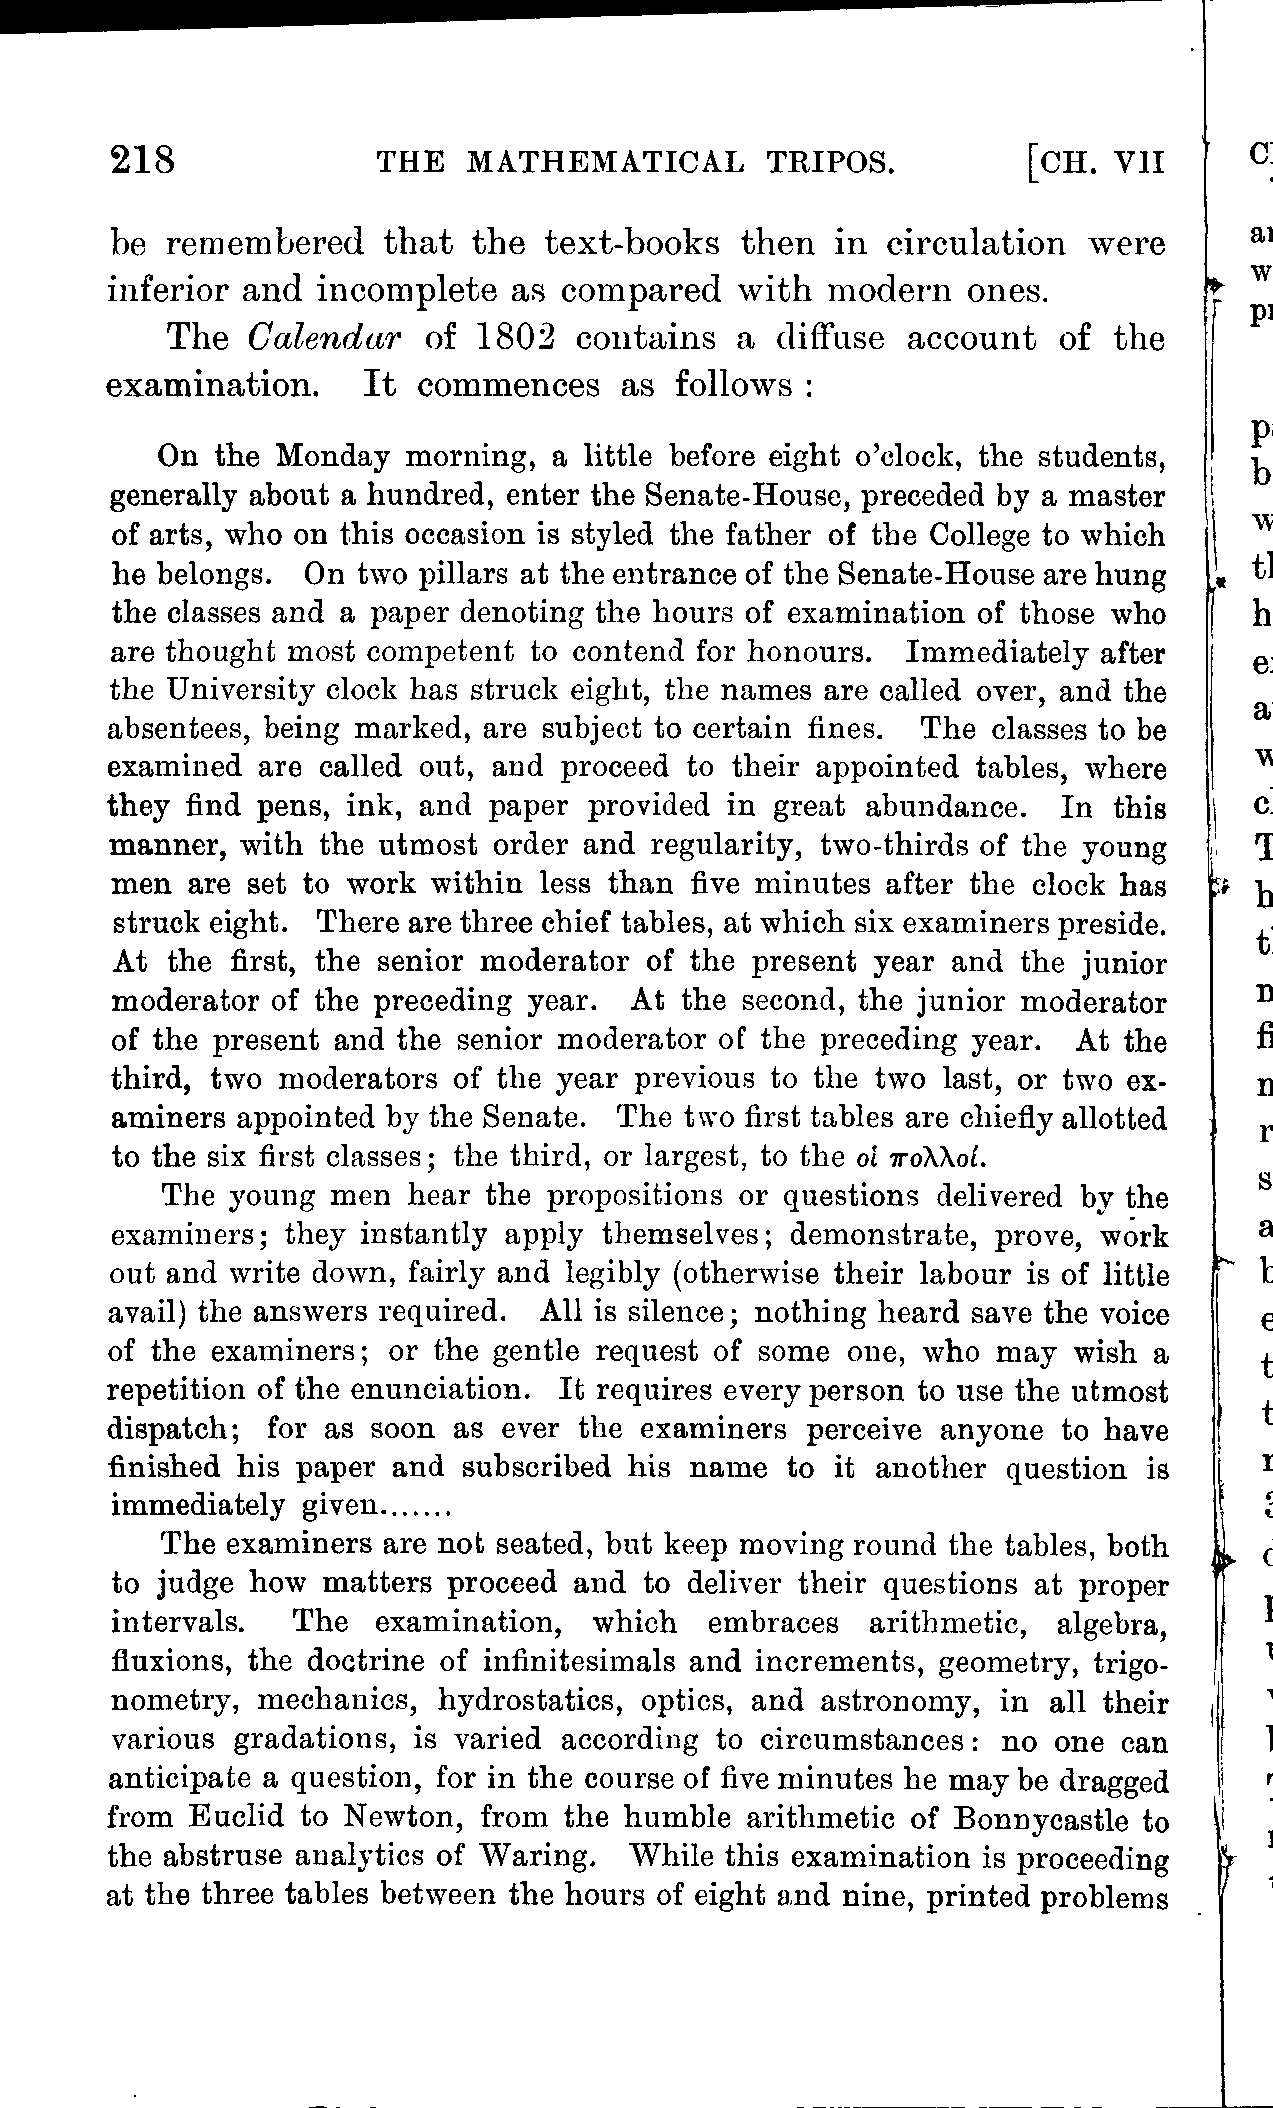 218 THE MATHEMATICAL TRIPOS. [CH. VII
be remembered that the text-books then in circulation were
inferior and incomplete as compared with modern ones.
The Calendar of 1802 contains a diffuse account of the
examination. It commences as follows :
On the Monday morning, a little before eight o'clock, the students,
generally about a hundred, enter the Senate-House, preceded by a master
of arts, who on this occasion is styled the father of the College to which
he belongs. On two pillars at the entrance of the Senate-House are hung
the classes and a paper denoting the hours of examination of those who
are thought most competent to contend for honours. Immediately after
the University clock has struck eight, the names are called over, and the
absentees, being marked, are subject to certain fines. The classes to be
examined are called out, and proceed to their appointed tables, where
they find pens, ink, and paper provided in great abundance. In this
manner, with the utmost order and regularity, two-thirds of the young
men are set to work within less than five minutes after the clock has
struck eight. There are three chief tables, at which six examiners preside.
At the first, the senior moderator of the present year and the junior
moderator of the preceding year. At the second, the junior moderator
of the present and the senior moderator of the preceding year. At the
third, two moderators of the year previous to the two last, or two ex-
aminers appointed by the Senate. The two first tables are chiefly allotted
to the six first classes; the third, or largest, to the οἱ πολλοί.
The young men hear the propositions or questions delivered by the
examiners; they instantly apply themselves; demonstrate, prove, work
out and write down, fairly and legibly (otherwise their labour is of little
avail) the answers required. All is silence; nothing heard save the voice
of the examiners; or the gentle request of some one, who may wish a
repetition of the enunciation. It requires every person to use the utmost
dispatch; for as soon as ever the examiners perceive anyone to have
finished his paper and subscribed his name to it another question is
immediately given.......
The examiners are not seated, but keep moving round the tables, both
to judge how matters proceed and to deliver their questions at proper
intervals. The examination, which embraces arithmetic, algebra,
fluxions, the doctrine of infinitesimals and increments, geometry, trigo-
nometry, mechanics, hydrostatics, optics, and astronomy, in all their
various gradations, is varied according to circumstances: no one can
anticipate a question, for in the course of five minutes he may be dragged
from Euclid to Newton, from the humble arithmetic of Bonnycastle to
the abstruse analytics of Waring. While this examination is proceeding
at the three tables between the hours of eight and nine, printed problems